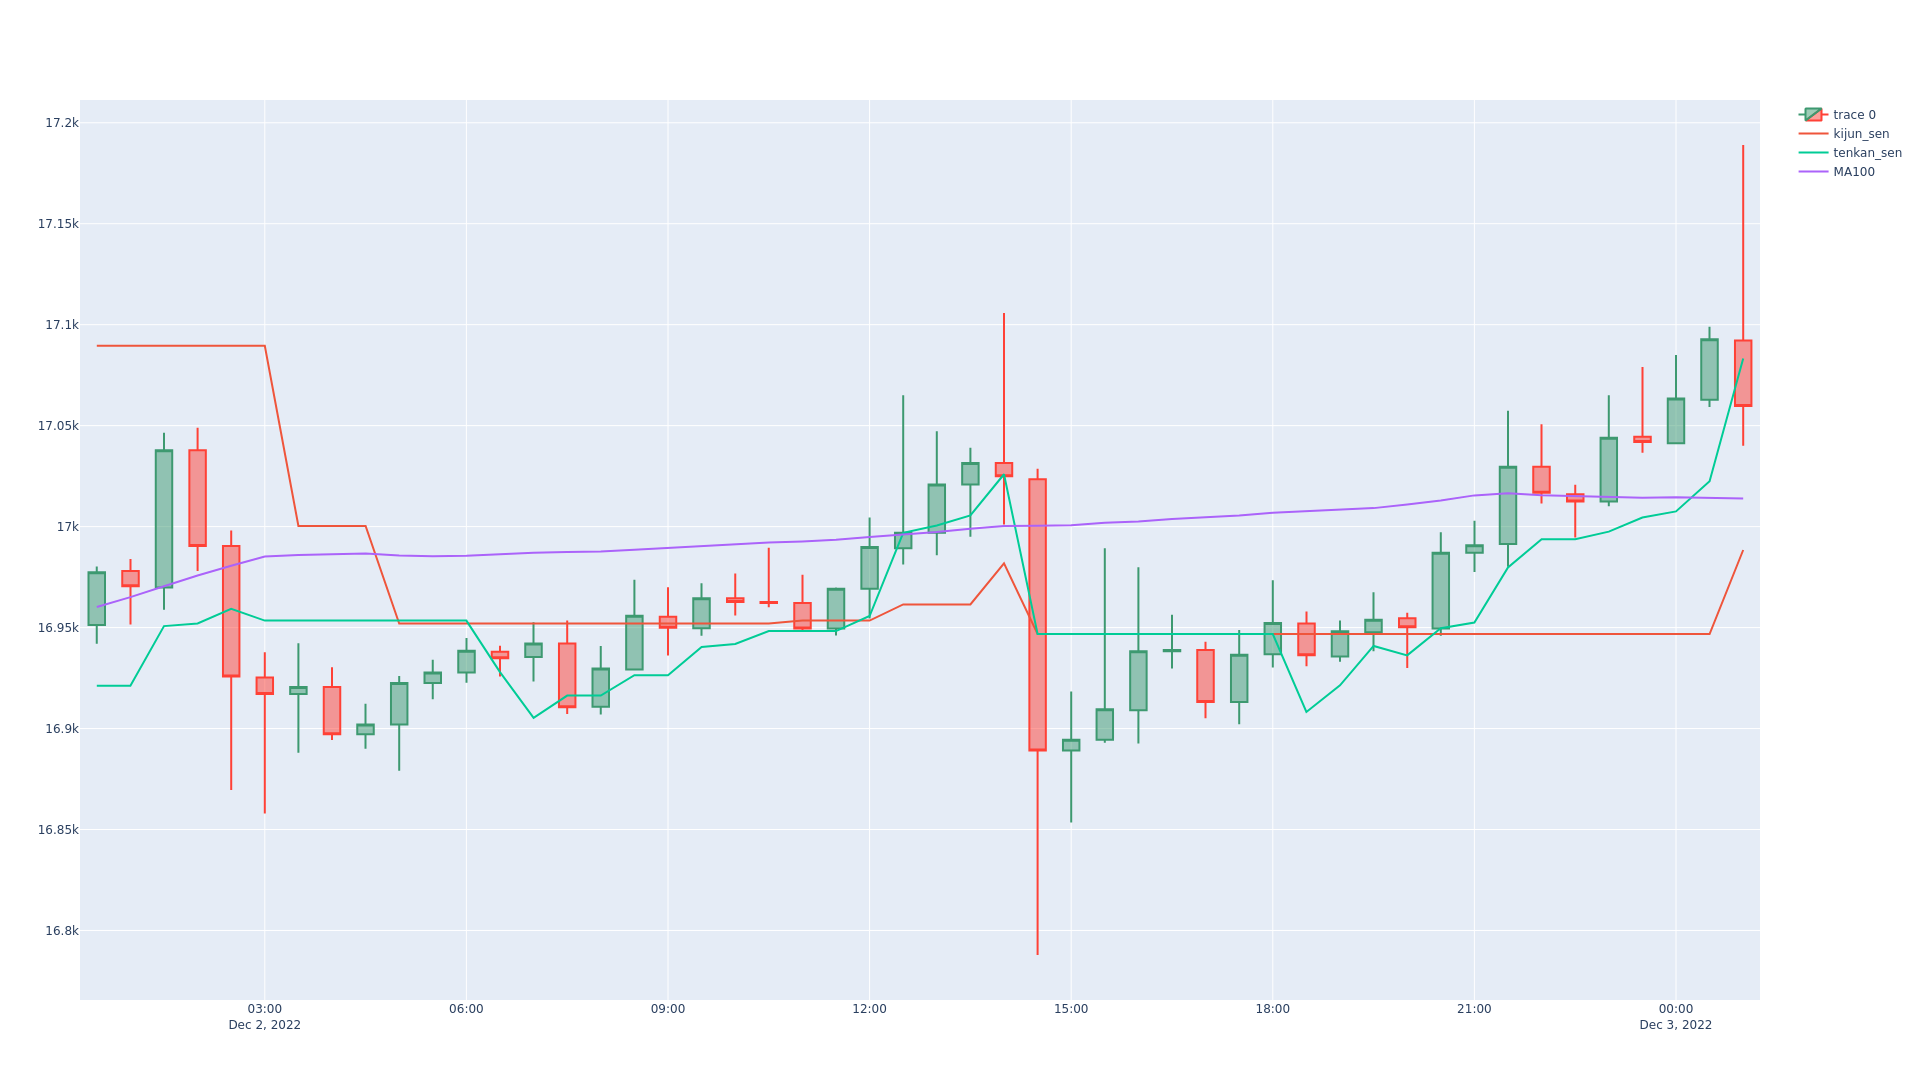 17.2k
17.15k
17.1k
17.05k
17k
16.95k
16.9k
16.85k
16.8k
03:00
Dec 2, 2022
06:00
09:00
12:00
15:00
18:00
21:00
00:00
Dec 3, 2022
trace 0
kijun_sen
tenkan_sen
MA100